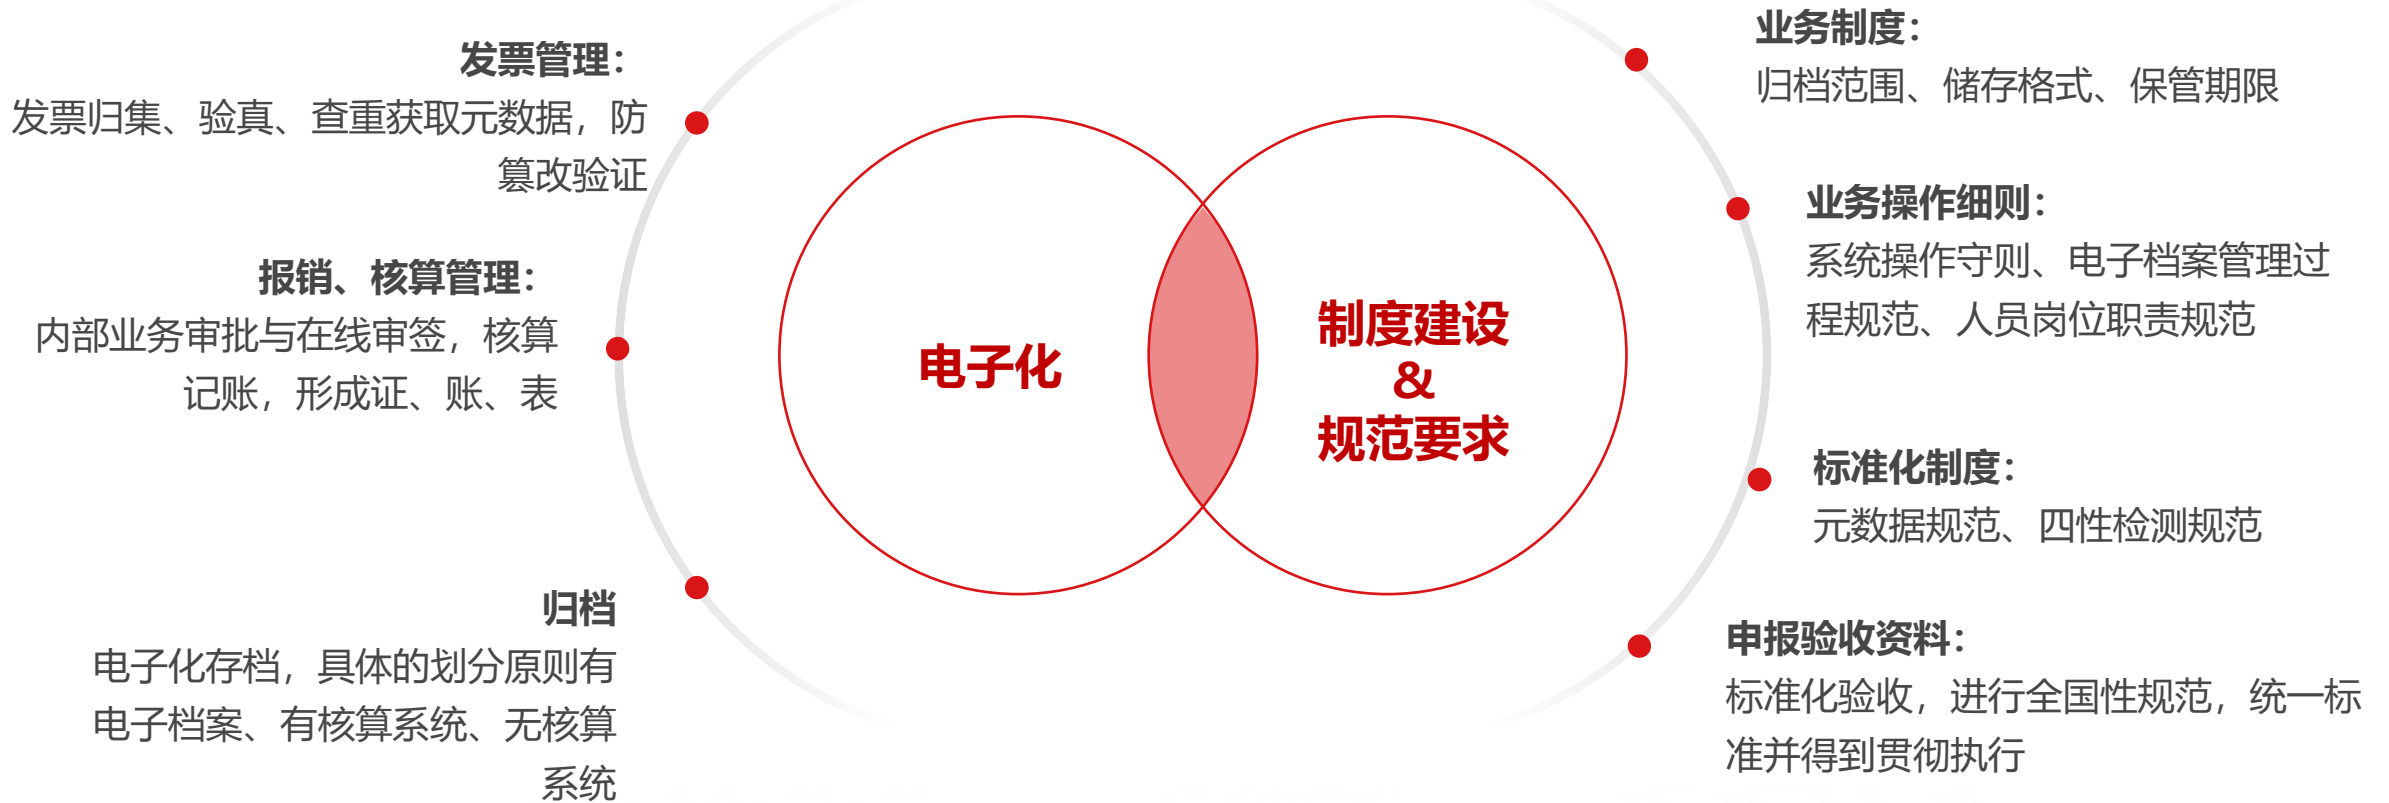 发票管理：
发票归集、验真、查重获取元数据，防
篡改验证
报销、核算管理：
内部业务审批与在线审签，核算
记账，形成证、账、表
归档
电子化存档，具体的划分原则有
电子档案、有核算系统、无核算
系统
电子化
制度建设
&
规范要求
业务制度：
归档范围、储存格式、保管期限
业务操作细则：
系统操作守则、电子档案管理过
程规范、人员岗位职责规范
标准化制度：
元数据规范、四性检测规范
申报验收资料：
标准化验收，进行全国性规范，统一标
准并得到贯彻执行